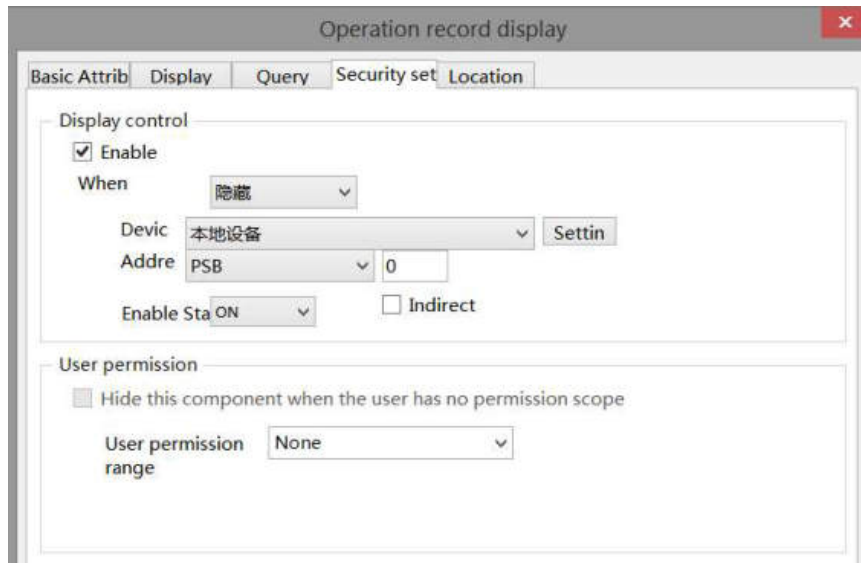 Operation record display
Basic Attrib Display Query Security set Location
Display control
Enable
When 隐藏
Devic 本地设备 Settin
Addre PSB 0
Enable Sta ON Indirect
User permission
Hide this component when the user has no permission scope
User permission None
range